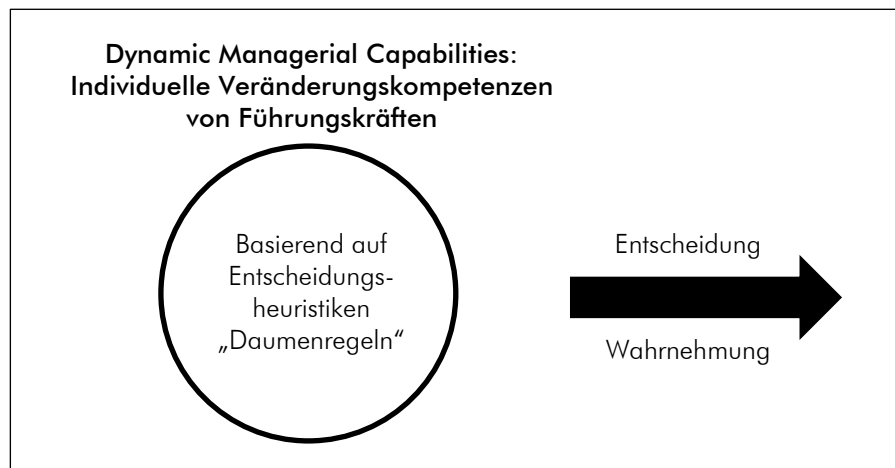 Dynamic Managerial Capabilities:
Individuelle Veränderungskompetenzen
von Führungskräften
Basierend auf
Entscheidungs-
heuristiken
„Daumenregeln“
Entscheidung
Wahrnehmung